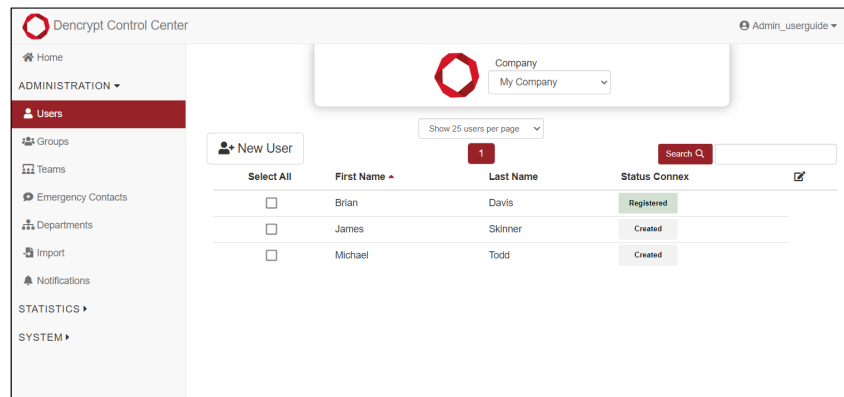 Dencrypt Control Center
Admin_userguide
Home
ADMINISTRATION
Users
Groups
Teams
Emergency Contacts
Departments
Import
Notifications
STATISTICS
SYSTEM
Company
My Company
Show 25 users per page
New User
1
Search
Select All First Name Last Name Status Connex
Brian Davis Registered
James Skinner Created
Michael Todd Created